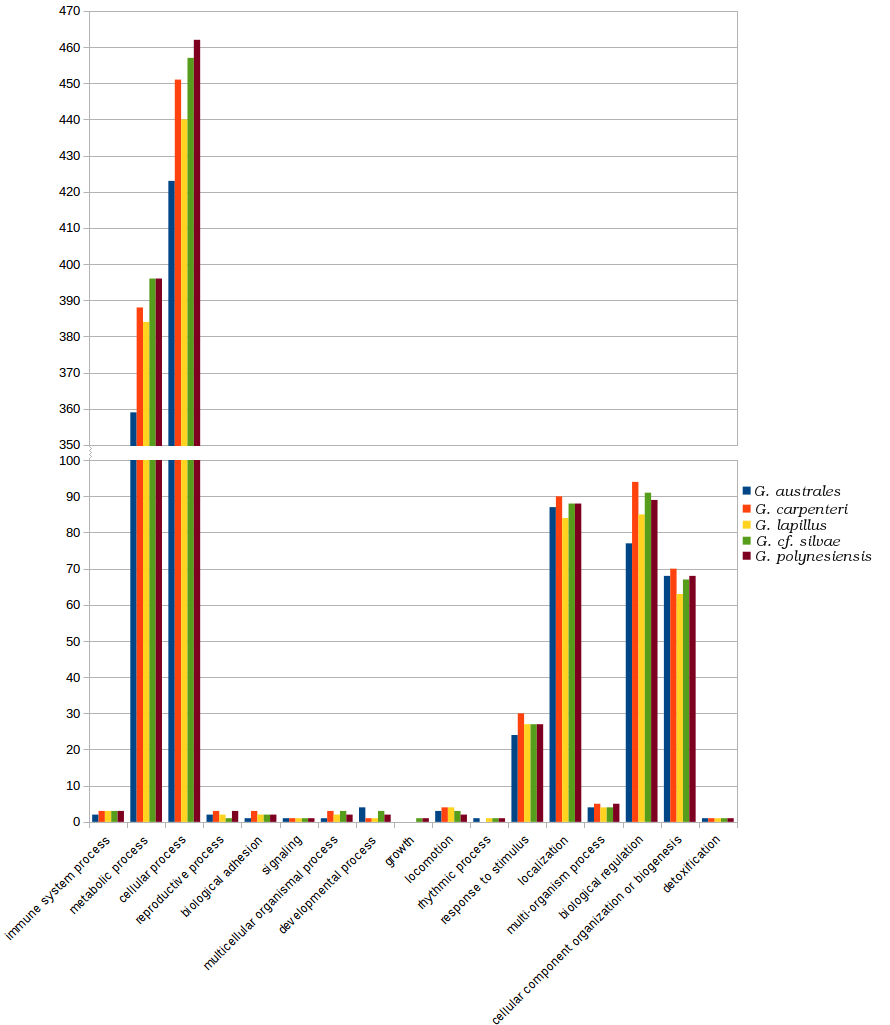 470
460
450
440
430
420
410
400
390
380
370
360
350
100
90
80
70
60
50
40
30
20
10
0
G. australes
G. carpenteri
G. lapillus
G. cf. silvae
G. polynesiensis
immune system process
metabolic process
cellular process
reproductive process
biological adhesion
signaling
multicellular organismal process
developmental process
growth
locomotion
rhythmic process
response to stimulus
localization
multi-organism process
biological regulation
cellular component organization or biogenesis
detoxification